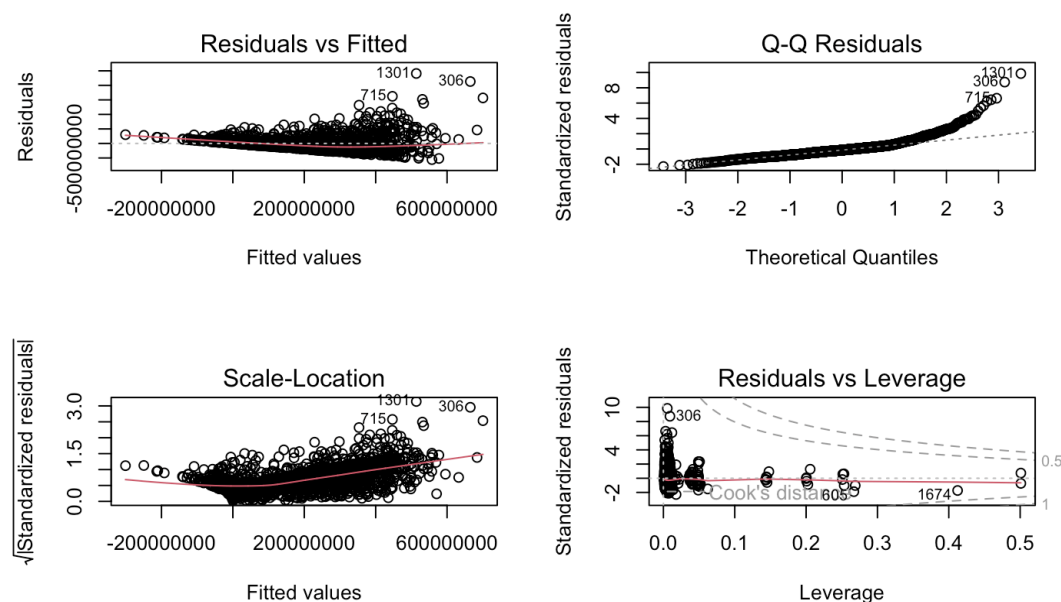 Residuals vs Fitted
Residuals
-500000000
1301
306
715
-200000000 200000000 600000000
Fitted values
Q-Q Residuals
Standardized residuals
8
4
-2
1301
306
715
-3 -2 -1 0 1 2 3
Theoretical Quantiles
Scale-Location
√|Standardized residuals|
3.0
1.5
0.0
1301
306
715
-200000000 200000000 600000000
Fitted values
Residuals vs Leverage
Standardized residuals
10
4
-2
306
0.5
Cook's distance
605
1674
1
0.0 0.1 0.2 0.3 0.4 0.5
Leverage